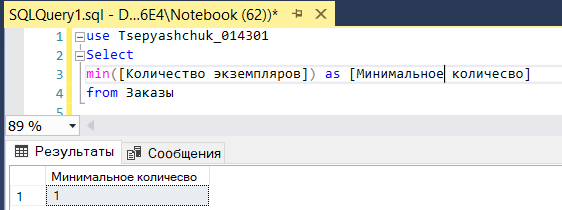 SQLQuery1.sql - D...6E4\Notebook (62))*
1 use Tsepyashchuk_014301
2 Select
3 min([Количество экземпляров]) as [Минимальное количесво]
4 from Заказы
5
89 %
Результаты Сообщения
Минимальное количесво
1 1